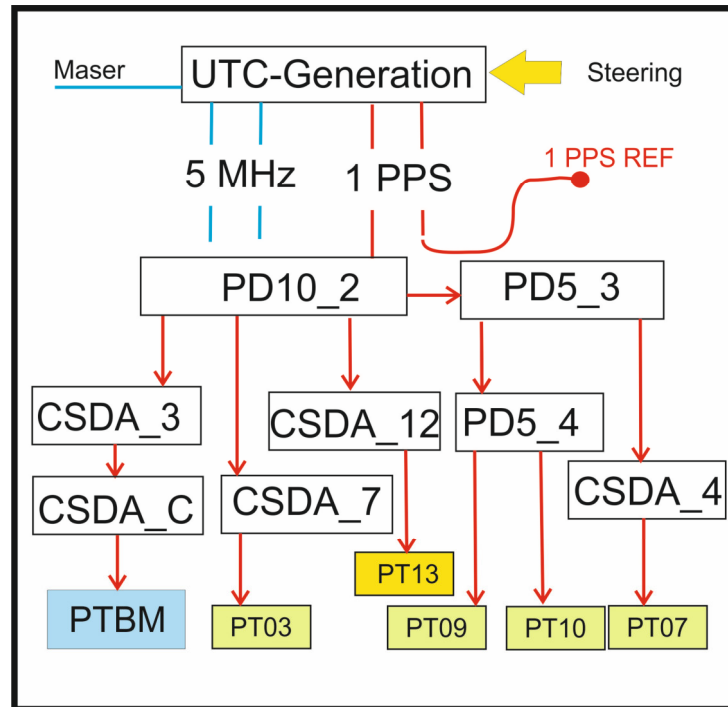 Maser
UTC-Generation
Steering
5 MHz
1 PPS
1 PPS REF
PD10_2
PD5_3
CSDA_3
CSDA_12
PD5_4
CSDA_C
CSDA_7
CSDA_4
PT13
PTBM
PT03
PT09
PT10
PT07